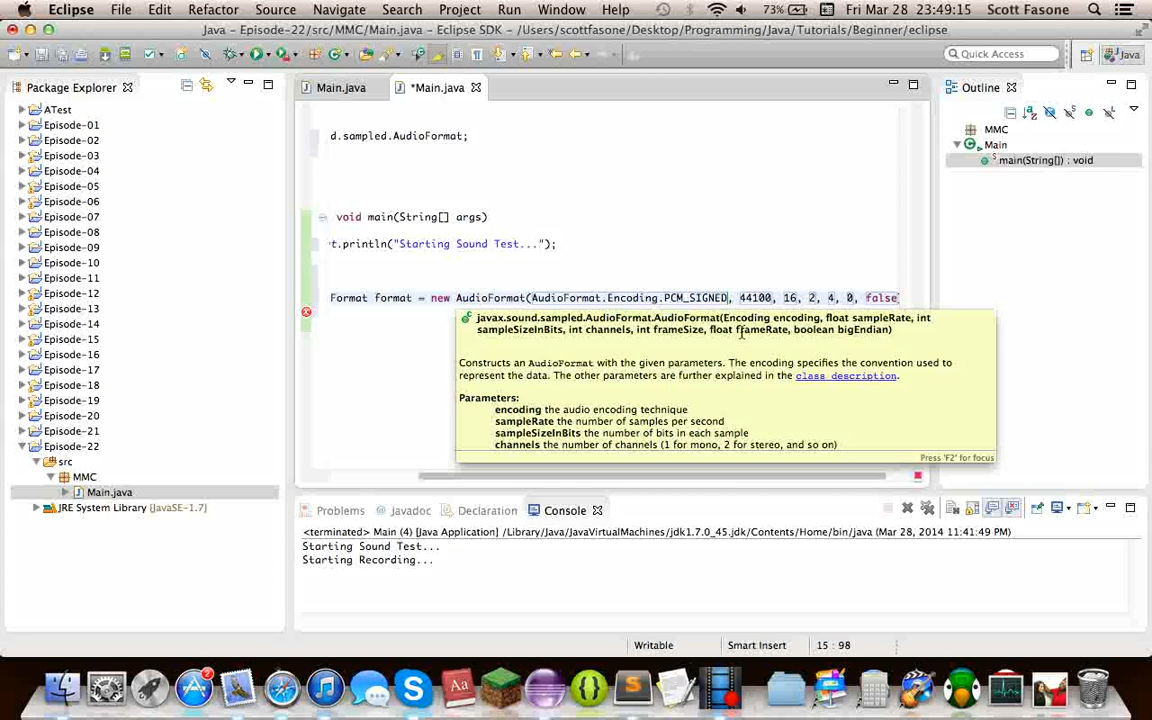 Eclipse File Edit Refactor Source Navigate Search Project Run Window Help 73% Fri Mar 28 23:49:15 Scott Fasone
Java - Episode-22/src/MMC/Main.java - Eclipse SDK - /Users/scottfasone/Desktop/Programming/Java/Tutorials/Beginner/eclipse
Quick Access Java
Package Explorer
ATest
Episode-01
Episode-02
Episode-03
Episode-04
Episode-05
Episode-06
Episode-07
Episode-08
Episode-09
Episode-10
Episode-11
Episode-12
Episode-13
Episode-14
Episode-15
Episode-16
Episode-17
Episode-18
Episode-19
Episode-20
Episode-21
Episode-22
src
MMC
Main.java
JRE System Library [JavaSE-1.7]
Main.java *Main.java
d.sampled.AudioFormat;
void main(String[] args)
t.println("Starting Sound Test...");
Format format = new AudioFormat(AudioFormat.Encoding.PCM_SIGNED, 44100, 16, 2, 4, 0, false
javax.sound.sampled.AudioFormat.AudioFormat(Encoding encoding, float sampleRate, int
sampleSizeInBits, int channels, int frameSize, float frameRate, boolean bigEndian)
Constructs an AudioFormat with the given parameters. The encoding specifies the convention used to
represent the data. The other parameters are further explained in the class description.
Parameters:
encoding the audio encoding technique
sampleRate the number of samples per second
sampleSizeInBits the number of bits in each sample
channels the number of channels (1 for mono, 2 for stereo, and so on)
Press 'F2' for focus
Outline
MMC
Main
main(String[]) : void
Problems Javadoc Declaration Console
<terminated> Main (4) [Java Application] /Library/Java/JavaVirtualMachines/jdk1.7.0_45.jdk/Contents/Home/bin/java (Mar 28, 2014 11:41:49 PM)
Starting Sound Test...
Starting Recording...
Writable Smart Insert 15 : 98
2
Aa
S